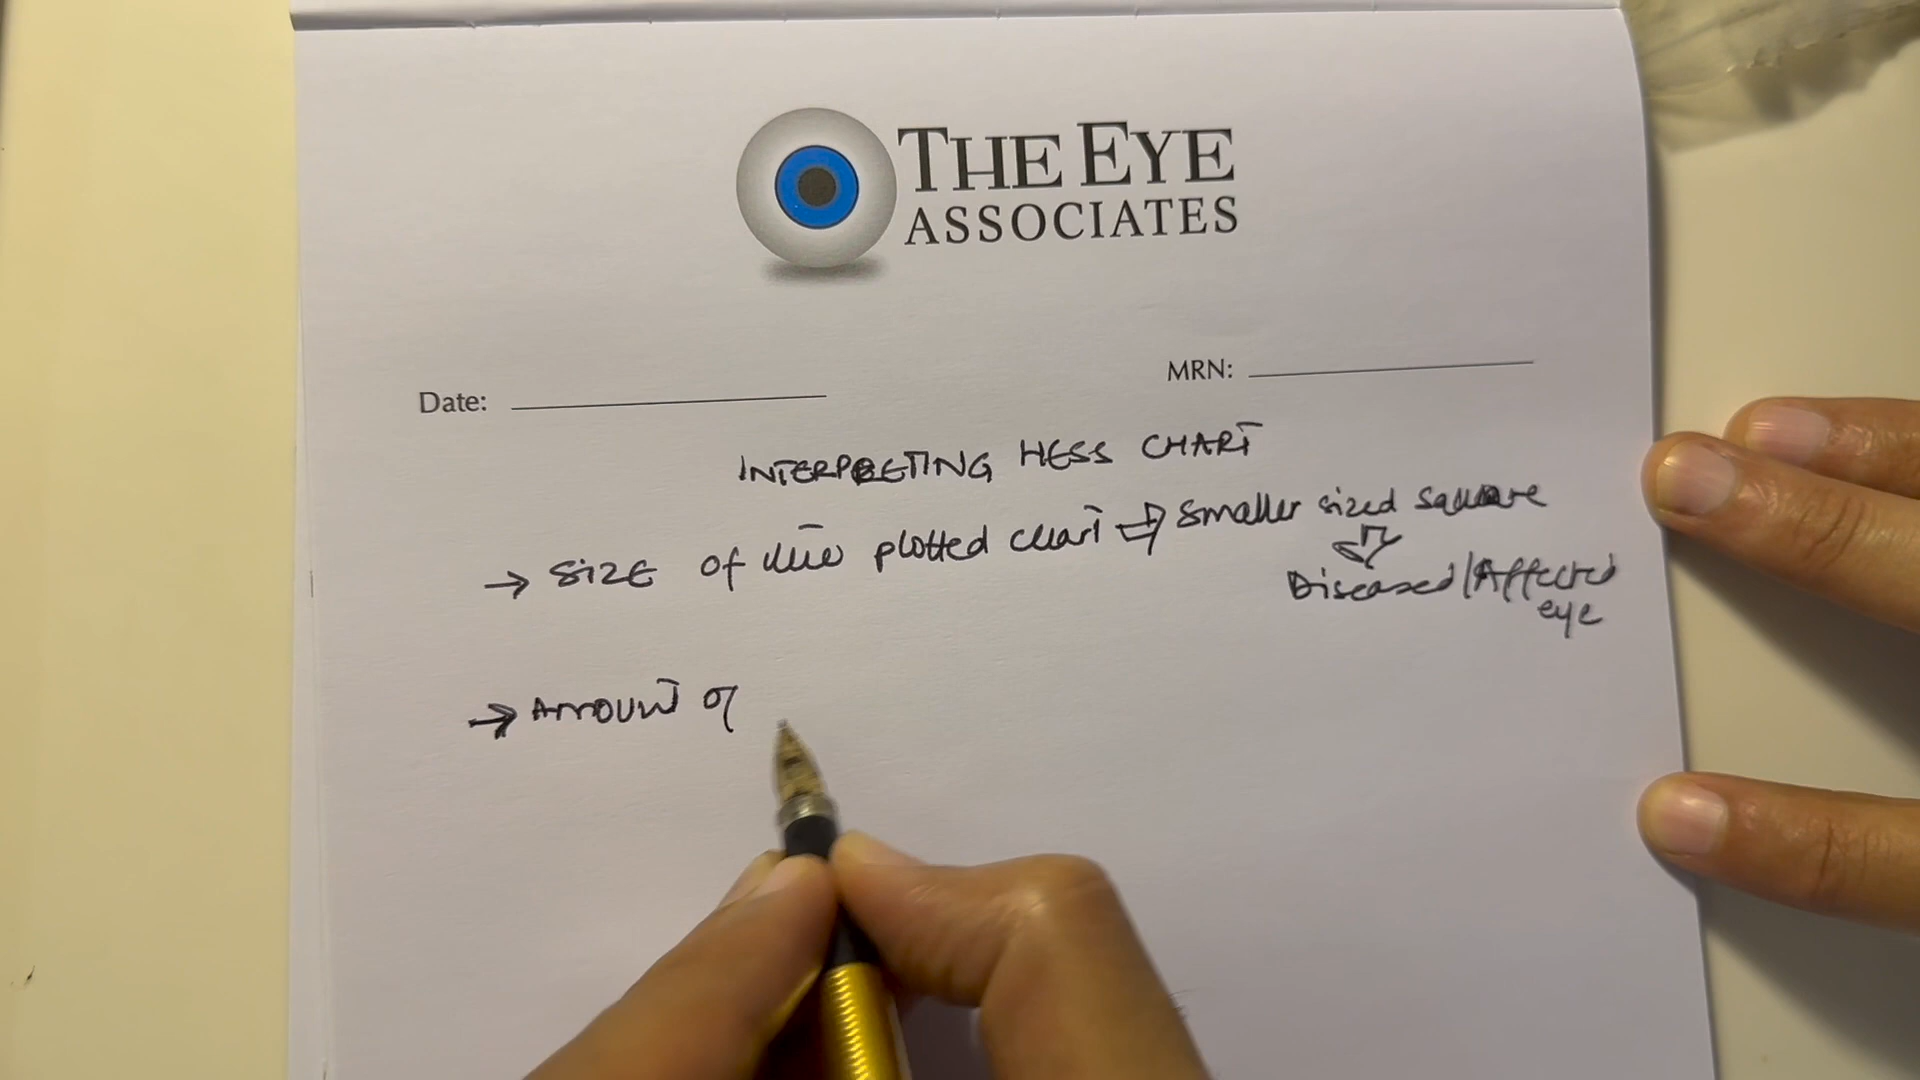 THE EYE
ASSOCIATES
MRN:
Date:
INTERPRETING HESS CHART
→ SIZE of the plotted chart ⇒ Smaller sized square
Diseased/Affected
eye
→ AMOUNT of